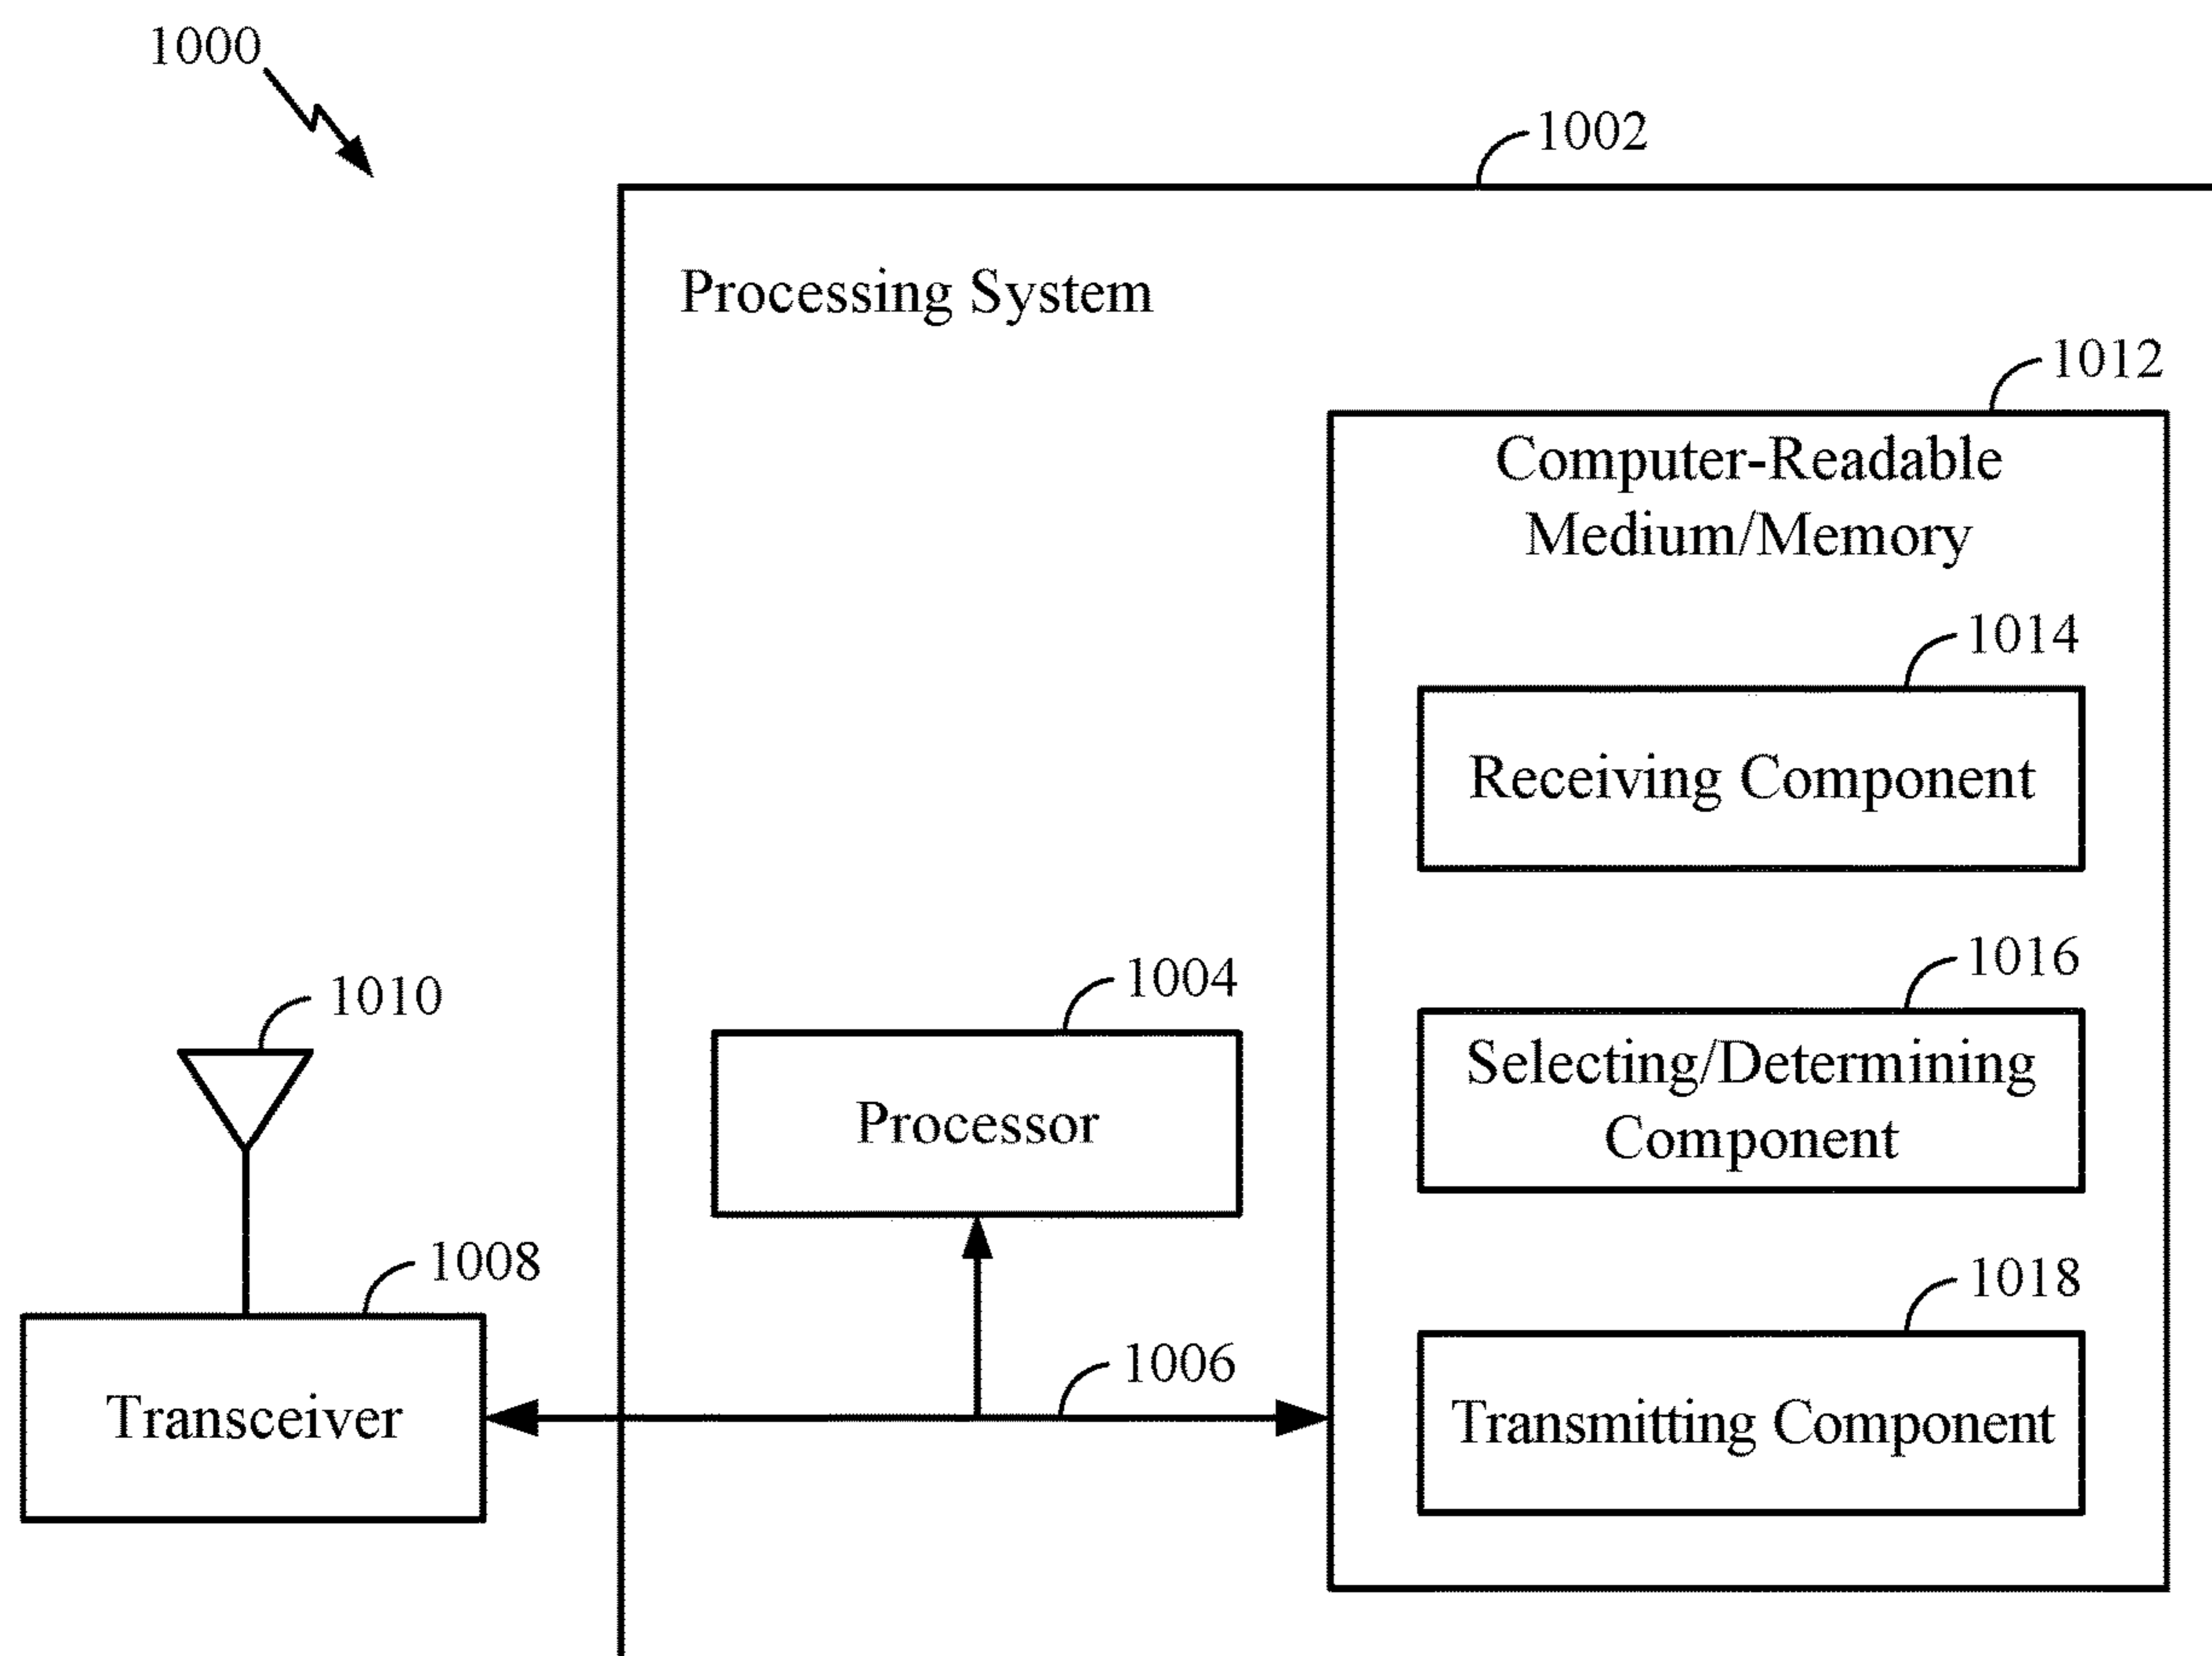 1000
1002
Processing System
1012
Computer-Readable
Medium/Memory
1014
Receiving Component
1004
1016
Processor
Selecting/Determining
Component
1010
1008
Transceiver
1006
1018
Transmitting Component